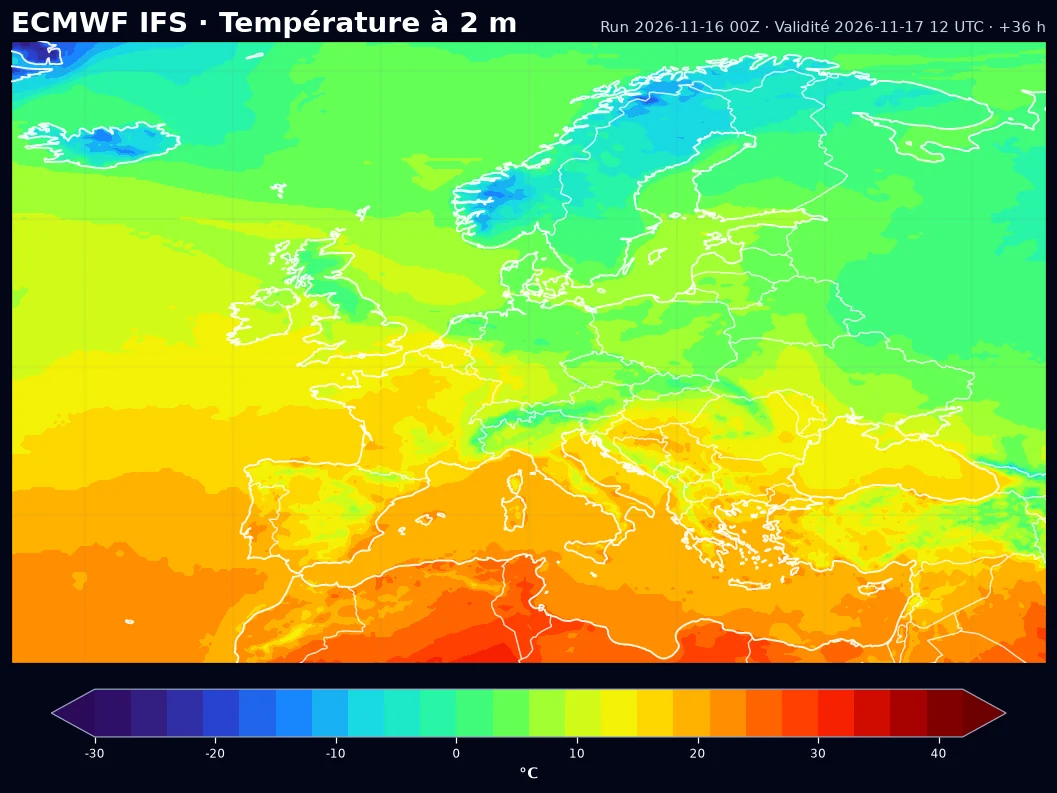 ECMWF IFS · Température à 2 m
Run 2026-11-16 00Z · Validité 2026-11-17 12 UTC · +36 h
-30 -20 -10 0 10 20 30 40
°C